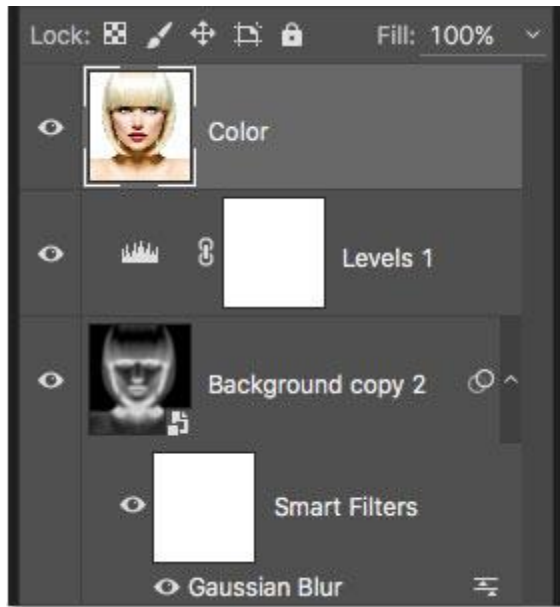 Lock: Fill: 100%
Color
Levels 1
Background copy 2
Smart Filters
Gaussian Blur